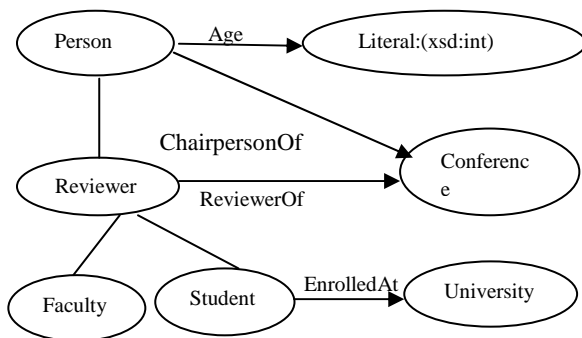 Person
Age
Literal:(xsd:int)
ChairpersonOf
Conferenc
e
Reviewer
ReviewerOf
Faculty
Student
EnrolledAt
University